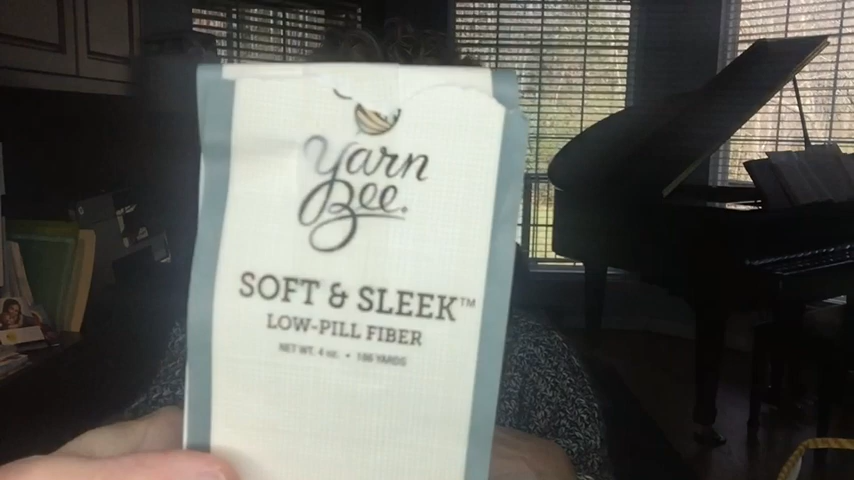 Yarn
Bee.
SOFT & SLEEK™
LOW-PILL FIBER
NET WT. 4 oz. • 186 YARDS